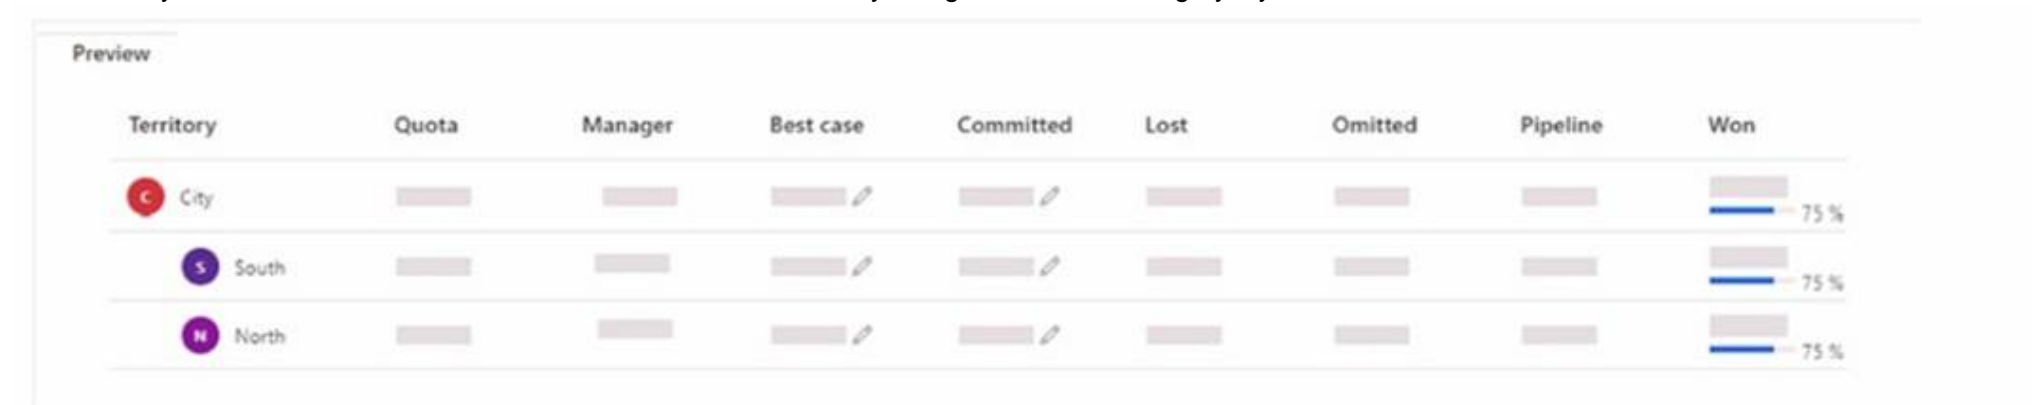 Preview
Territory Quota Manager Best case Committed Lost Omitted Pipeline Won
C City 75 %
S South 75 %
N North 75 %